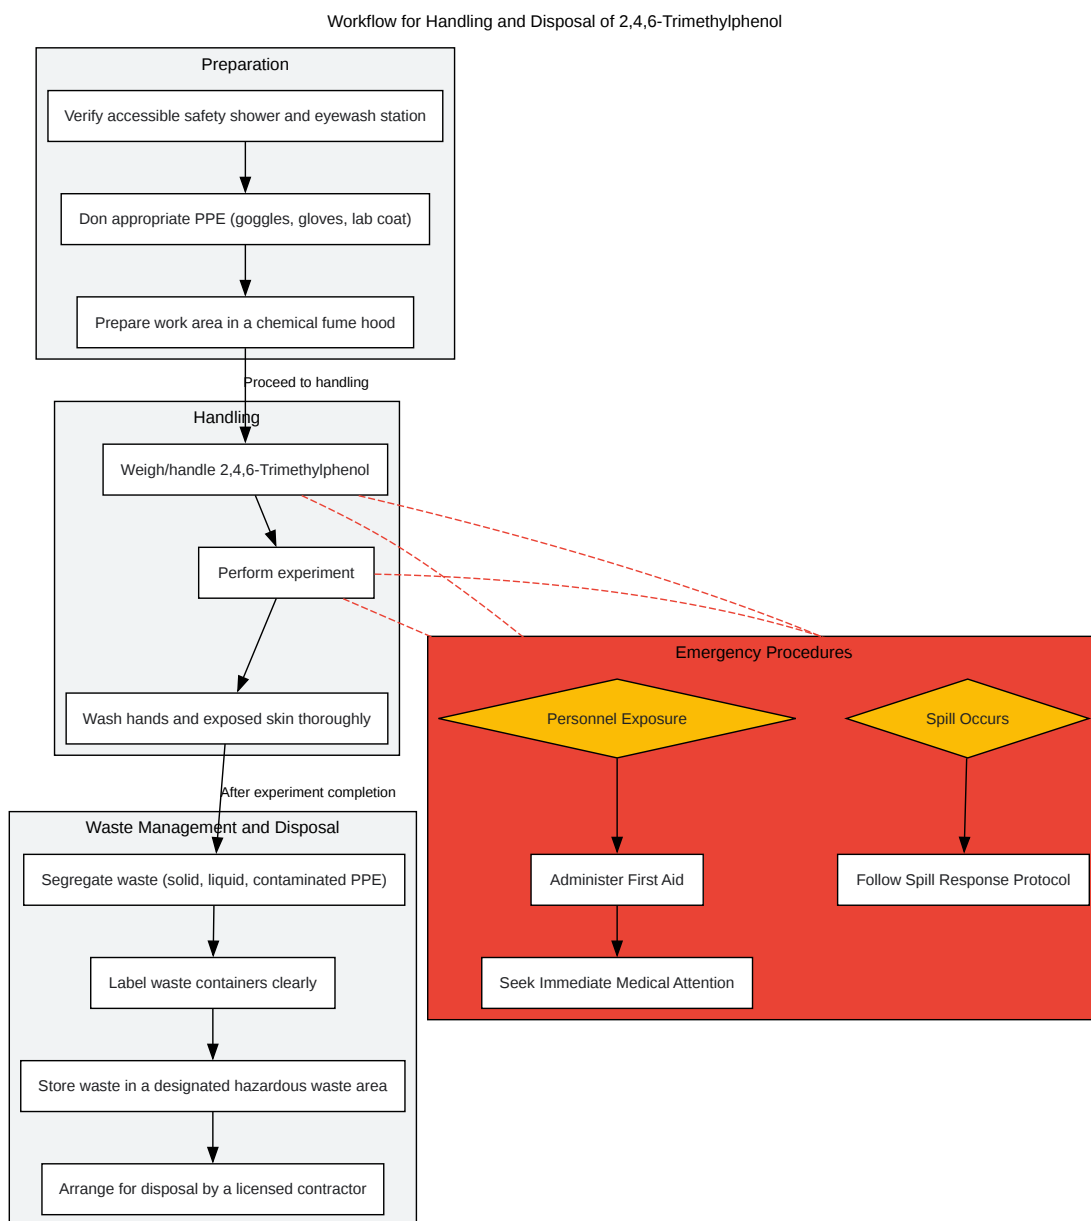 Workflow for Handling and Disposal of 2,4,6-Trimethylphenol
Preparation
Verify accessible safety shower and eyewash station
Don appropriate PPE (goggles, gloves, lab coat)
Prepare work area in a chemical fume hood
Proceed to handling
Handling
Weigh/handle 2,4,6-Trimethylphenol
Perform experiment
Wash hands and exposed skin thoroughly
After experiment completion
Emergency Procedures
Personnel Exposure
Spill Occurs
Administer First Aid
Follow Spill Response Protocol
Seek Immediate Medical Attention
Waste Management and Disposal
Segregate waste (solid, liquid, contaminated PPE)
Label waste containers clearly
Store waste in a designated hazardous waste area
Arrange for disposal by a licensed contractor